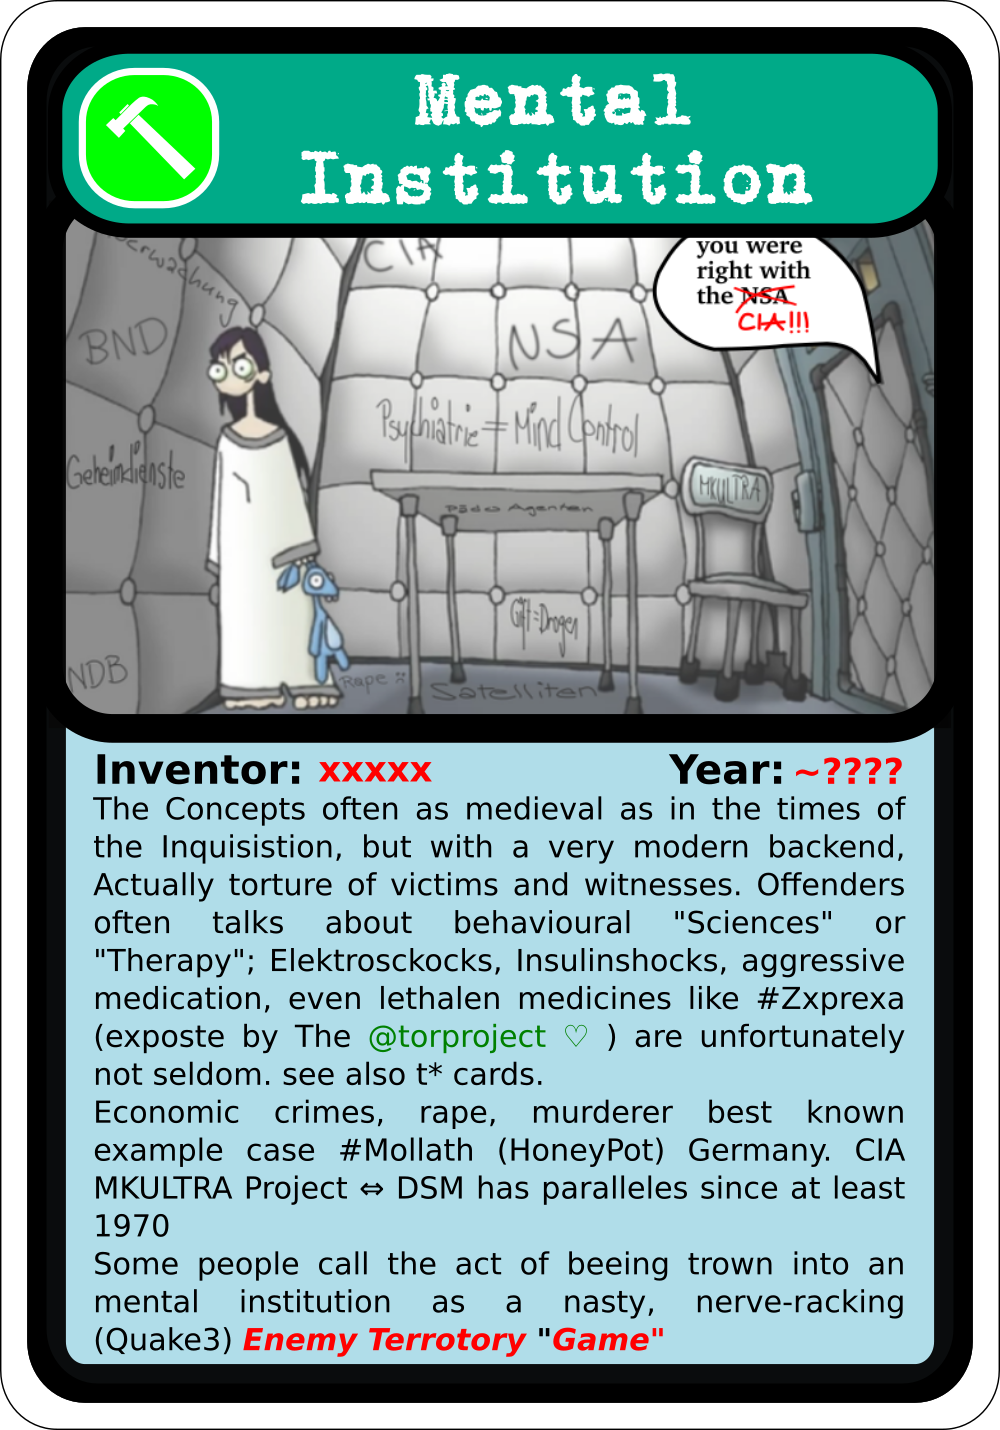 Mental
Institution
Überwachung
CIA
you were
right with
the NSA
CIA!!!
BND
NSA
Psychiatrie = Mind Control
Geheimdienste
MKULTRA
Pädo Agenten
Gift=Drogen
NDB
Rape :
Satelliten
Inventor: xxxxx Year: ~????
The Concepts often as medieval as in the times of
the Inquisistion, but with a very modern backend,
Actually torture of victims and witnesses. Offenders
often talks about behavioural "Sciences" or
"Therapy"; Elektrosckocks, Insulinshocks, aggressive
medication, even lethalen medicines like #Zxprexa
(exposte by The @torproject ♡ ) are unfortunately
not seldom. see also t* cards.
Economic crimes, rape, murderer best known
example case #Mollath (HoneyPot) Germany. CIA
MKULTRA Project ⇔ DSM has paralleles since at least
1970
Some people call the act of beeing trown into an
mental institution as a nasty, nerve-racking
(Quake3) Enemy Terrotory "Game"